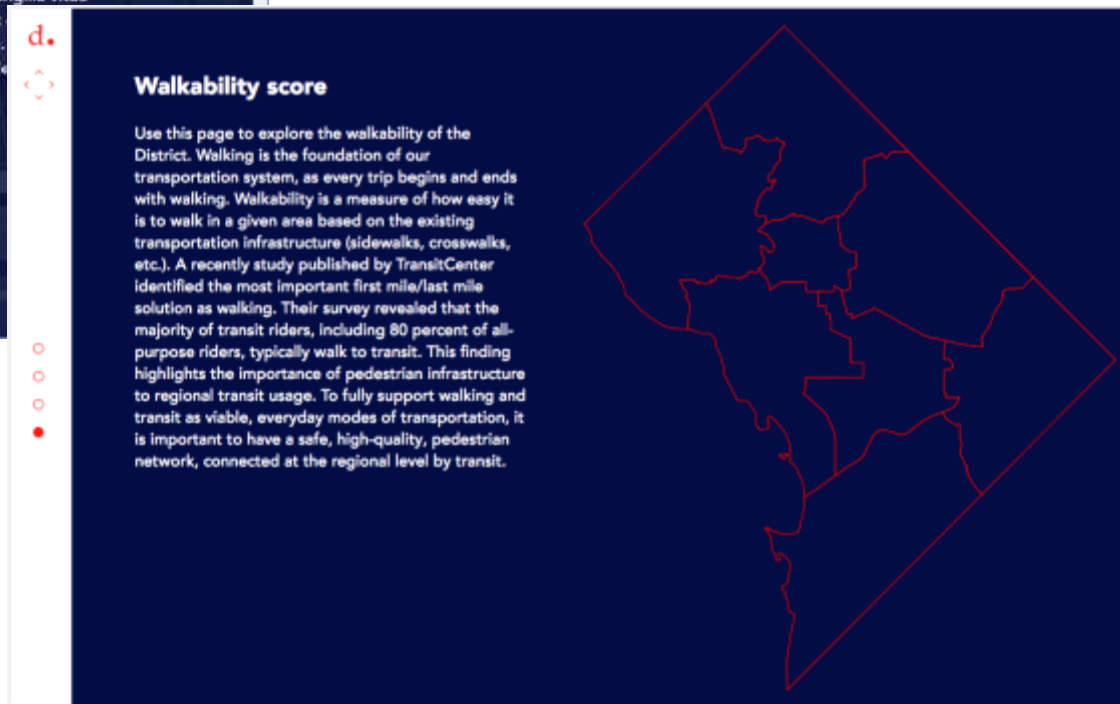 d.
Walkability score
Use this page to explore the walkability of the
District. Walking is the foundation of our
transportation system, as every trip begins and ends
with walking. Walkability is a measure of how easy it
is to walk in a given area based on the existing
transportation infrastructure (sidewalks, crosswalks,
etc.). A recently study published by TransitCenter
identified the most important first mile/last mile
solution as walking. Their survey revealed that the
majority of transit riders, including 80 percent of all-
purpose riders, typically walk to transit. This finding
highlights the importance of pedestrian infrastructure
to regional transit usage. To fully support walking and
transit as viable, everyday modes of transportation, it
is important to have a safe, high-quality, pedestrian
network, connected at the regional level by transit.